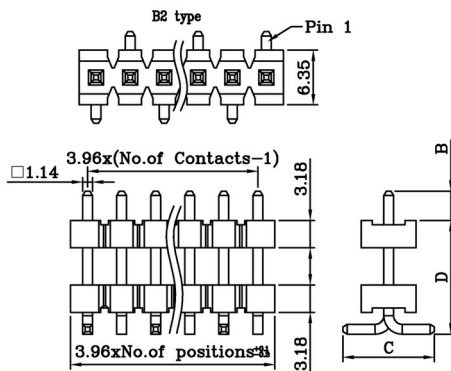 B2 type
Pin 1
6.35
3.96x(No.of Contacts-1)
□1.14
3.18
B
D
3.96xNo.of positions
3.18
C